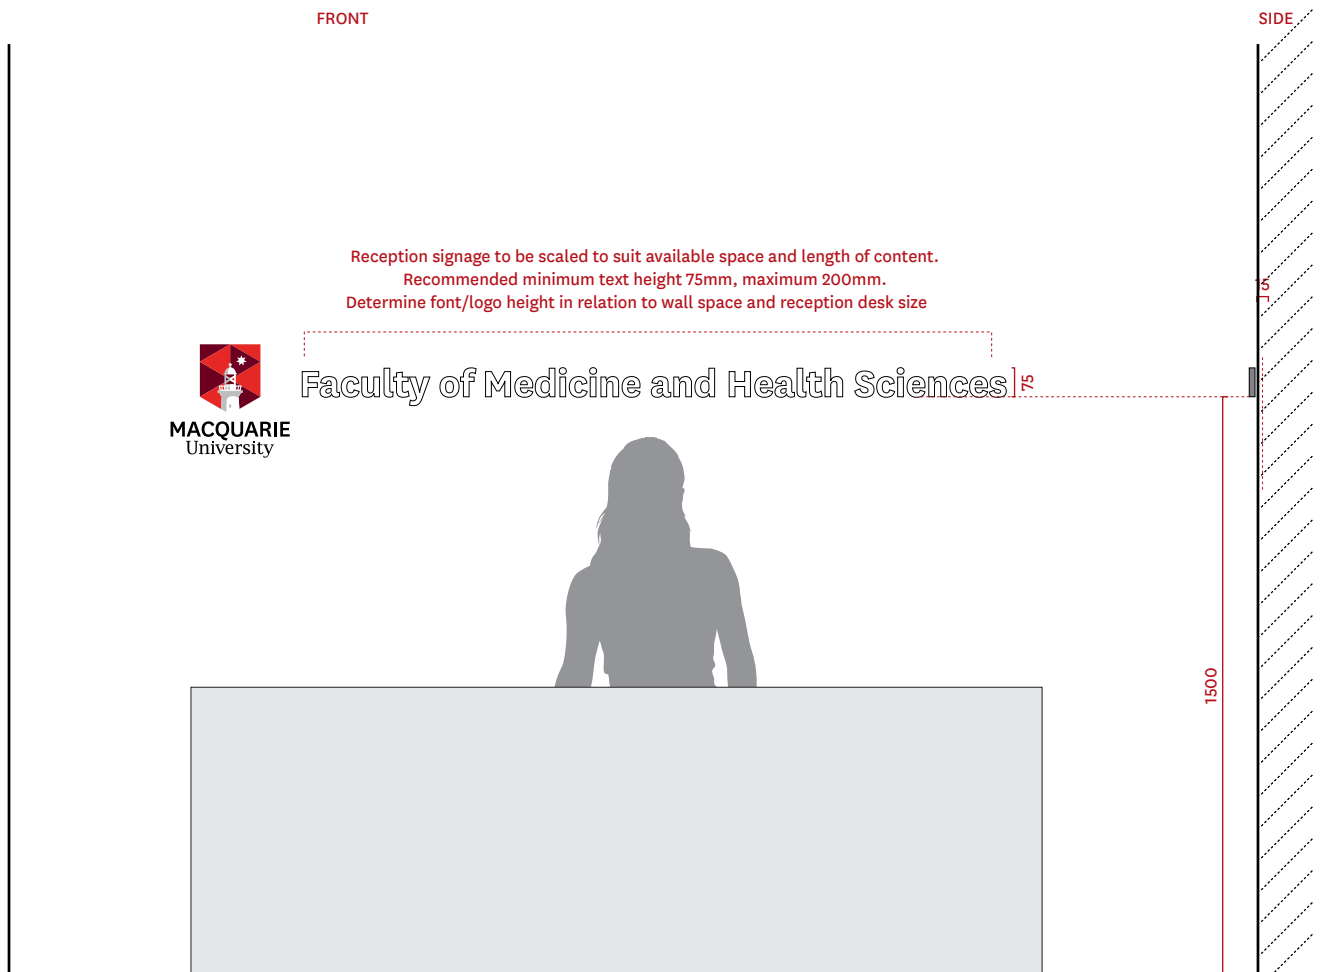 FRONT
SIDE
Reception signage to be scaled to suit available space and length of content.
Recommended minimum text height 75mm, maximum 200mm.
Determine font/logo height in relation to wall space and reception desk size
15
Faculty of Medicine and Health Sciences
75
MACQUARIE
University
1500